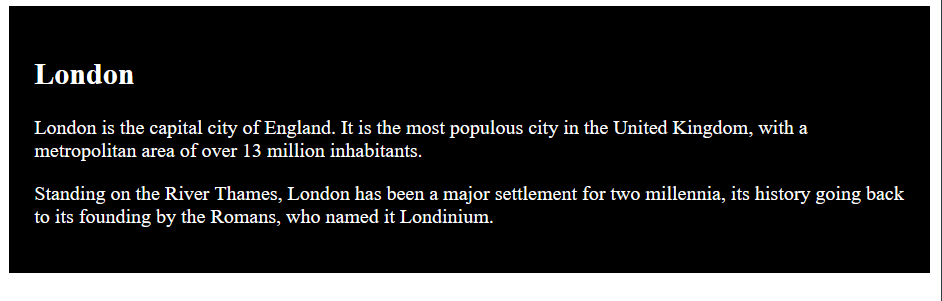 London
London is the capital city of England. It is the most populous city in the United Kingdom, with a
metropolitan area of over 13 million inhabitants.
Standing on the River Thames, London has been a major settlement for two millennia, its history going back
to its founding by the Romans, who named it Londinium.